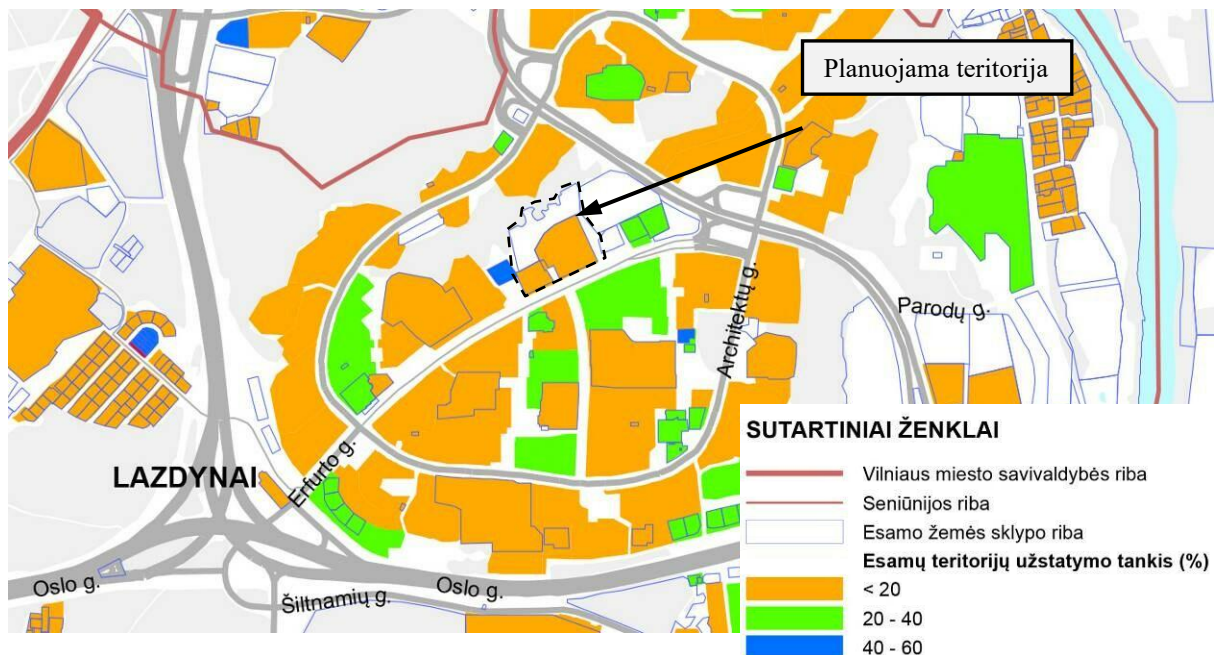 Planuojama teritorija
Architektų g.
Parodų g.
LAZDYNAI
Erfurto g.
Oslo g.
Šiltnamių g.
Oslo g.
SUTARTINIAI ŽENKLAI
Vilniaus miesto savivaldybės riba
Seniūnijos riba
Esamo žemės sklypo riba
Esamų teritorijų užstatymo tankis (%)
< 20
20 - 40
40 - 60